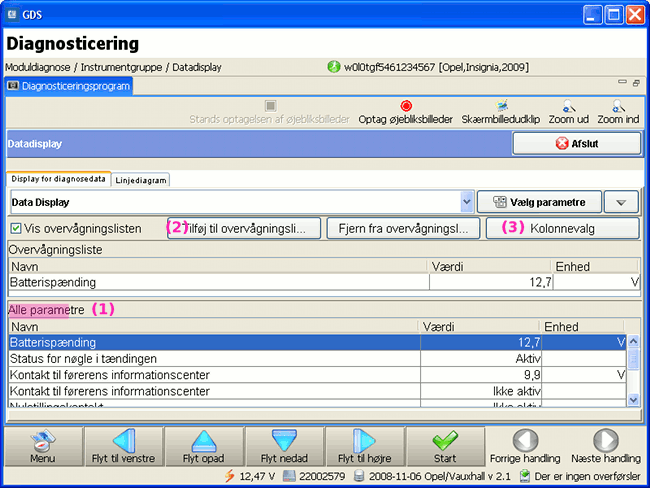 GDS
Diagnosticering
Moduldiagnose / Instrumentgruppe / Datadisplay
w0l0tgf5461234567 [Opel,Insignia,2009]
Diagnosticeringsprogram
Stands optagelsen af øjebliksbilleder Optag øjebliksbilleder Skærmbilledudklip Zoom ud Zoom ind
Datadisplay Afslut
Display for diagnosedata Linjediagram
Data Display Vælg parametre
Vis overvågningslisten (2) Tilføj til overvågningsli... Fjern fra overvågningsl... (3) Kolonnevalg
Overvågningsliste
Navn Værdi Enhed
Batterispænding 12,7 V
Alle parametre (1)
Navn Værdi Enhed
Batterispænding 12,7 V
Status for nøgle i tændingen Aktiv
Kontakt til førerens informationscenter 9,9 V
Kontakt til førerens informationscenter Ikke aktiv
Nulstillingskontakt Ikke aktiv
Menu Flyt til venstre Flyt opad Flyt nedad Flyt til højre Start Forrige handling Næste handling
12,47 V 22002579 2008-11-06 Opel/Vauxhall v 2.1 Der er ingen overførsler